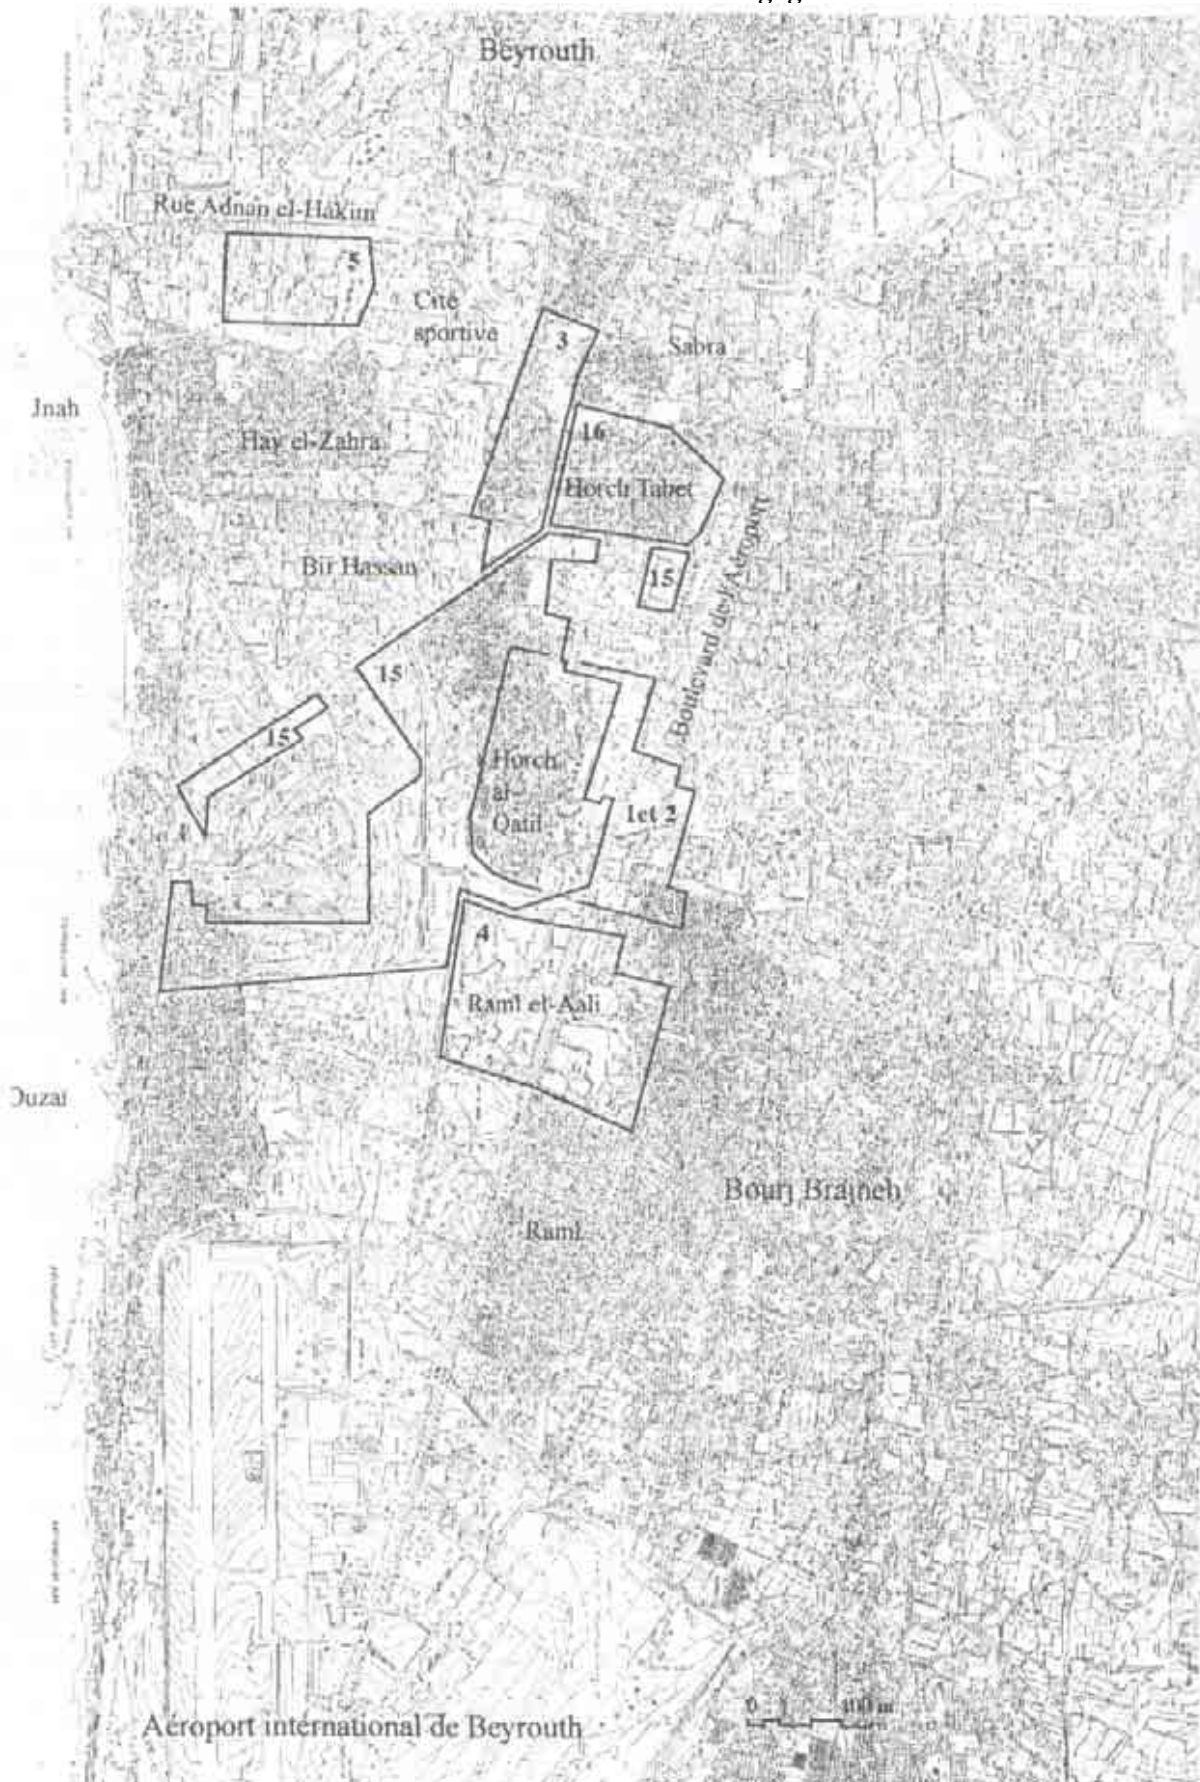 Beyrouth
Rue Adnan el-Hakim
5
Cité
sportive
3
Sabra
Jnah
16
Hay el-Zahra
Horch Tabet
Boulevard de l'Aéroport
Bir Hassan
15
15
15
Horch
al-
Qatil
1et 2
4
Raml el-Aali
Ouzai
Bourj Brajneh
Raml
0
400 m
Aéroport international de Beyrouth